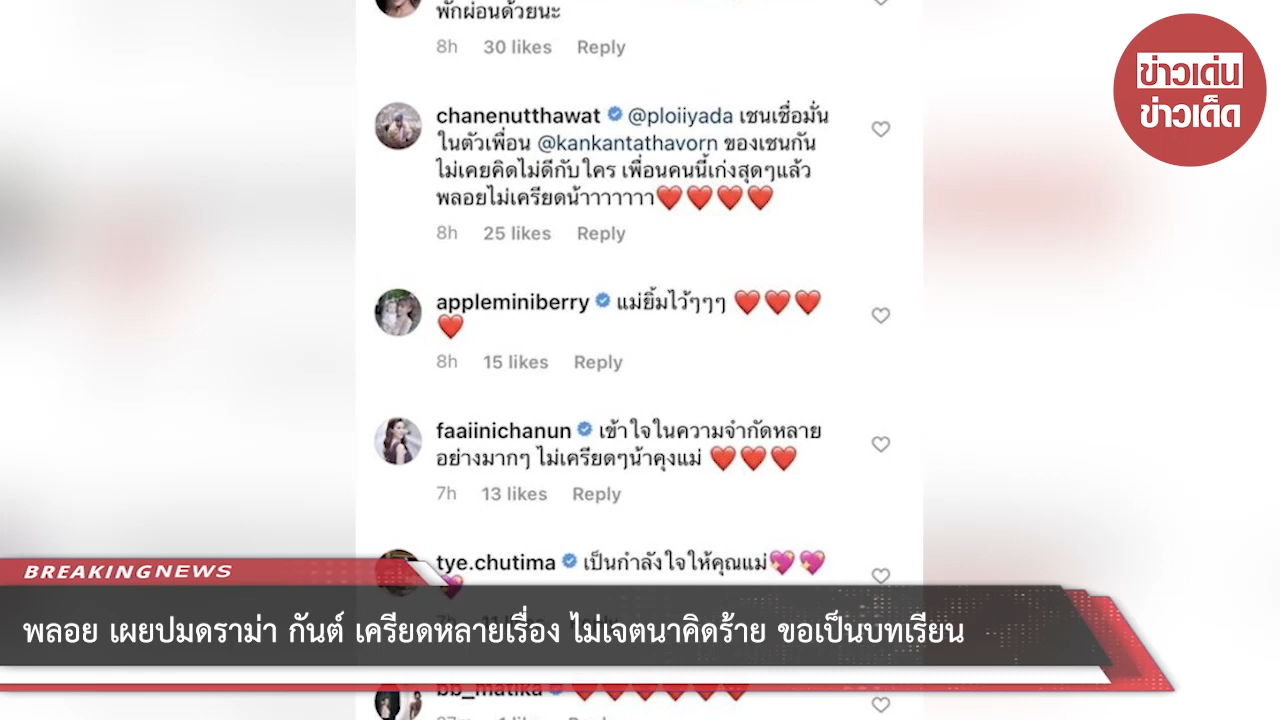 พักผ่อนด้วยนะ
8h 30 likes Reply
ข่าวเด่น
ข่าวเด็ด
chanenutthawat @ploiiyada เชนเชื่อมั่น
ในตัวเพื่อน @kankantathavorn ของเชนกัน
ไม่เคยคิดไม่ดีกับใคร เพื่อนคนนี้เก่งสุดๆแล้ว
พลอยไม่เครียดน้าาาาาาา❤️❤️❤️❤️
8h 25 likes Reply
appleminiberry แม่ยิ้มไว้ๆๆๆ ❤️❤️❤️
❤️
8h 15 likes Reply
faaiinichanun เข้าใจในความจำกัดหลาย
อย่างมากๆ ไม่เครียดๆน้าคุงแม่ ❤️❤️❤️
7h 13 likes Reply
tye.chutima เป็นกำลังใจให้คุณแม่💖💖
💖
BREAKING NEWS
พลอย เผยปมดราม่า กันต์ เครียดหลายเรื่อง ไม่เจตนาคิดร้าย ขอเป็นบทเรียน
bb_matika ❤️❤️❤️❤️❤️❤️